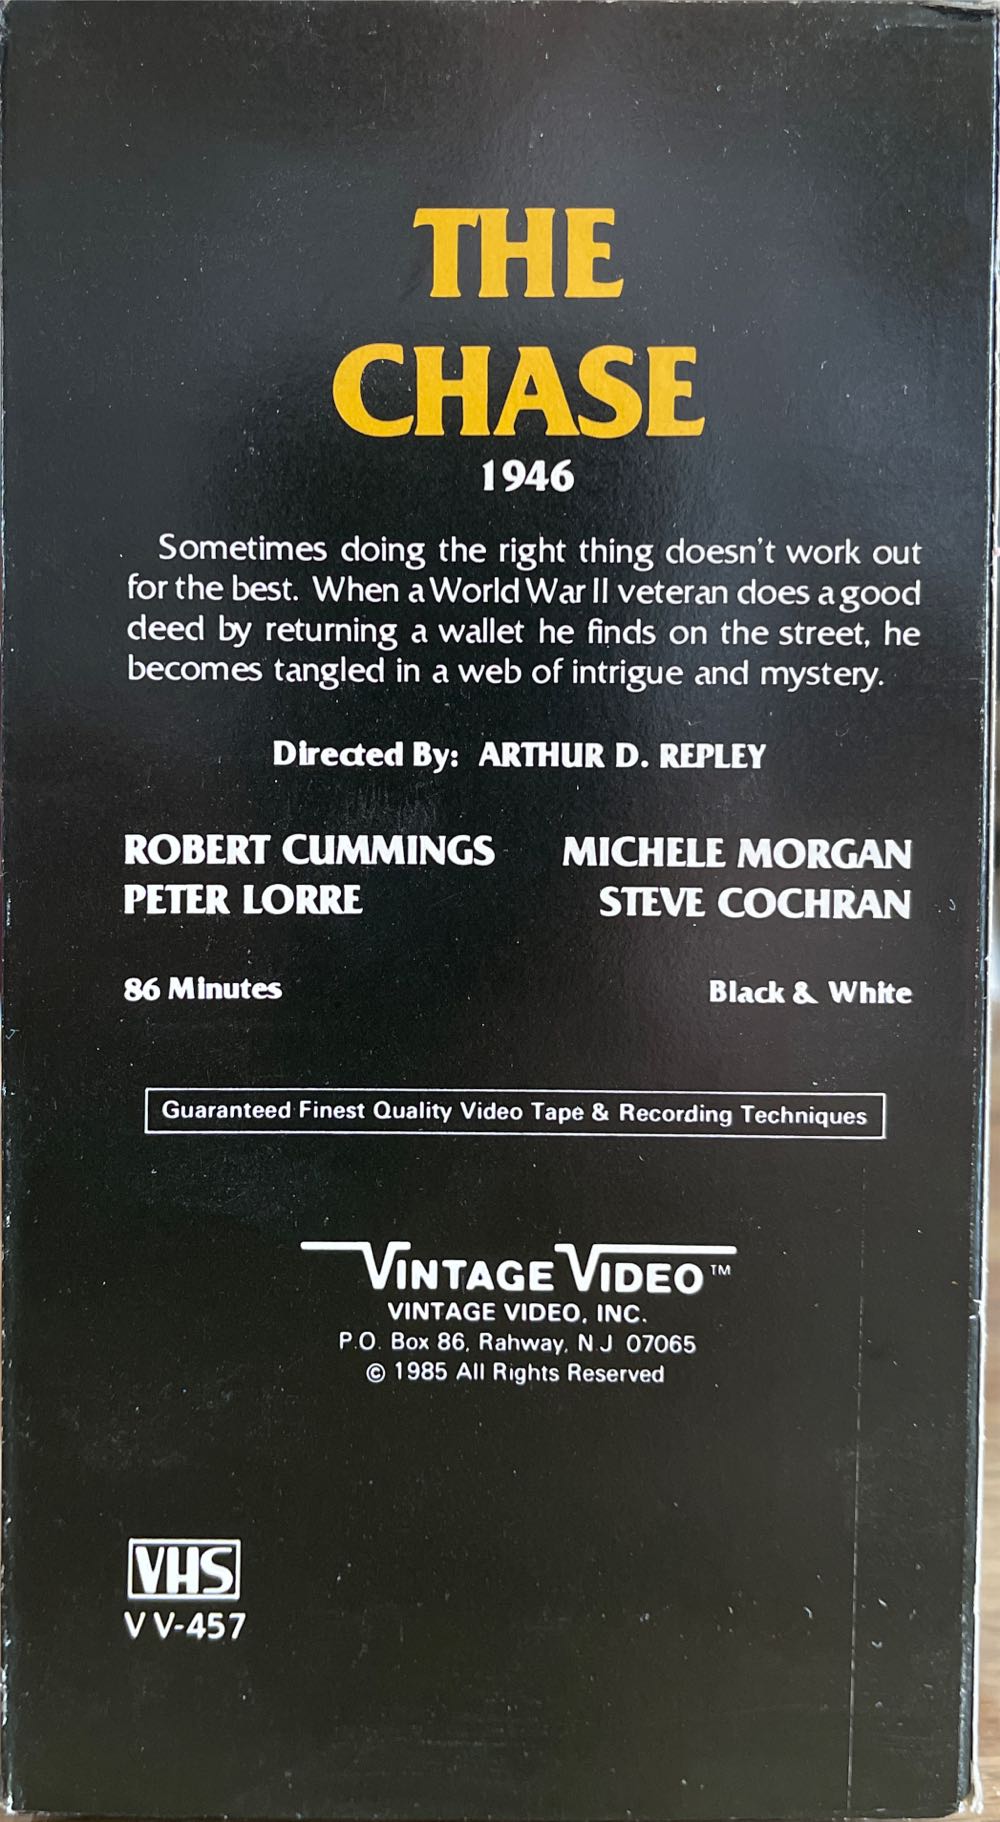 THE
CHASE
1946
Sometimes doing the right thing doesn't work out
for the best. When a World War II veteran does a good
deed by returning a wallet he finds on the street, he
becomes tangled in a web of intrigue and mystery.
Directed By: ARTHUR D. REPLEY
ROBERT CUMMINGS MICHELE MORGAN
PETER LORRE STEVE COCHRAN
86 Minutes Black & White
Guaranteed Finest Quality Video Tape & Recording Techniques
VINTAGE VIDEO™
VINTAGE VIDEO, INC.
P.O. Box 86, Rahway, N.J 07065
© 1985 All Rights Reserved
VHS
V V-457